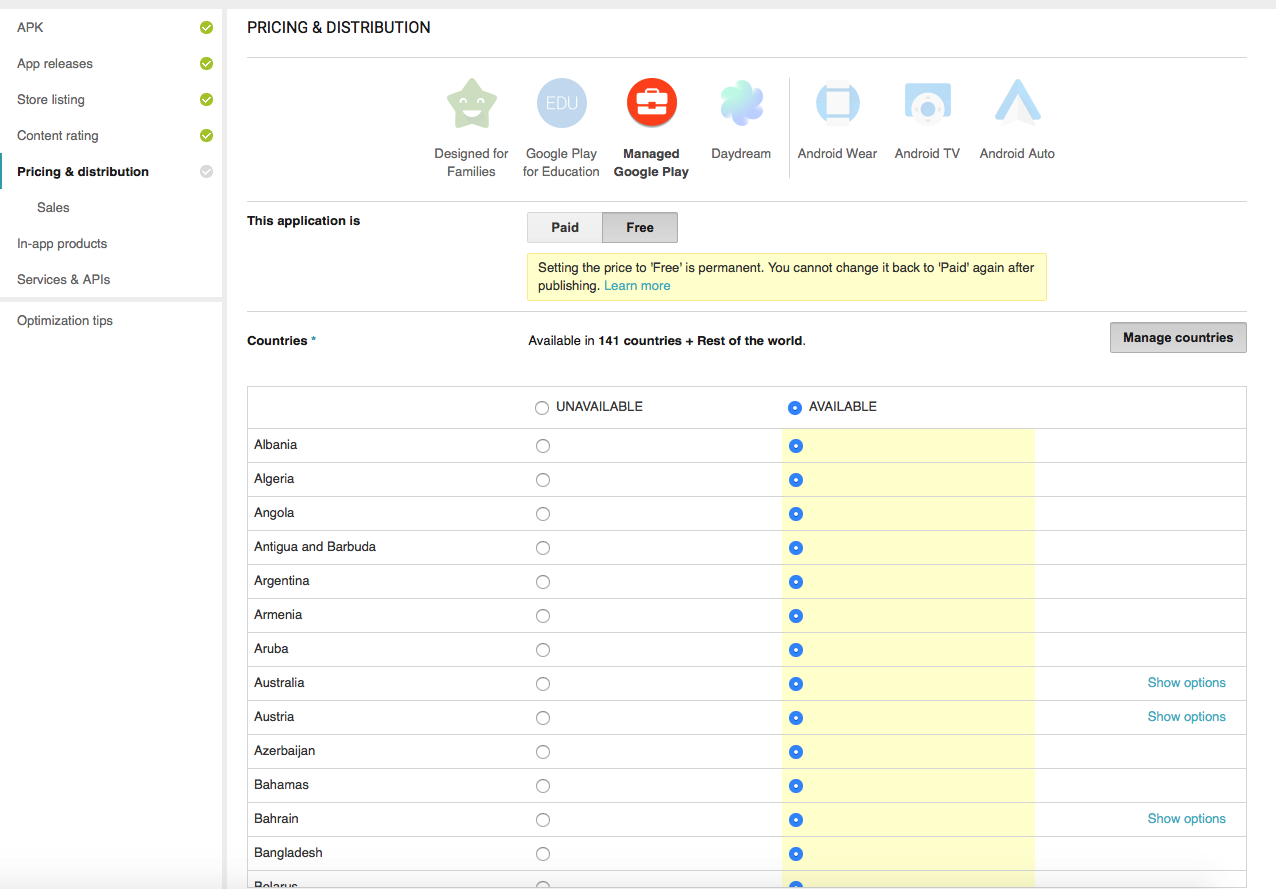 APK
App releases
Store listing
Content rating
Pricing & distribution
Sales
In-app products
Services & APIs
Optimization tips
PRICING & DISTRIBUTION
Designed for
Families
EDU
Google Play
for Education
Managed
Google Play
Daydream
Android Wear
Android TV
Android Auto
This application is
Paid
Free
Setting the price to 'Free' is permanent. You cannot change it back to 'Paid' again after
publishing. Learn more
Countries *
Available in 141 countries + Rest of the world.
Manage countries
UNAVAILABLE
AVAILABLE
Albania
Algeria
Angola
Antigua and Barbuda
Argentina
Armenia
Aruba
Australia
Show options
Austria
Show options
Azerbaijan
Bahamas
Bahrain
Show options
Bangladesh
Belarus